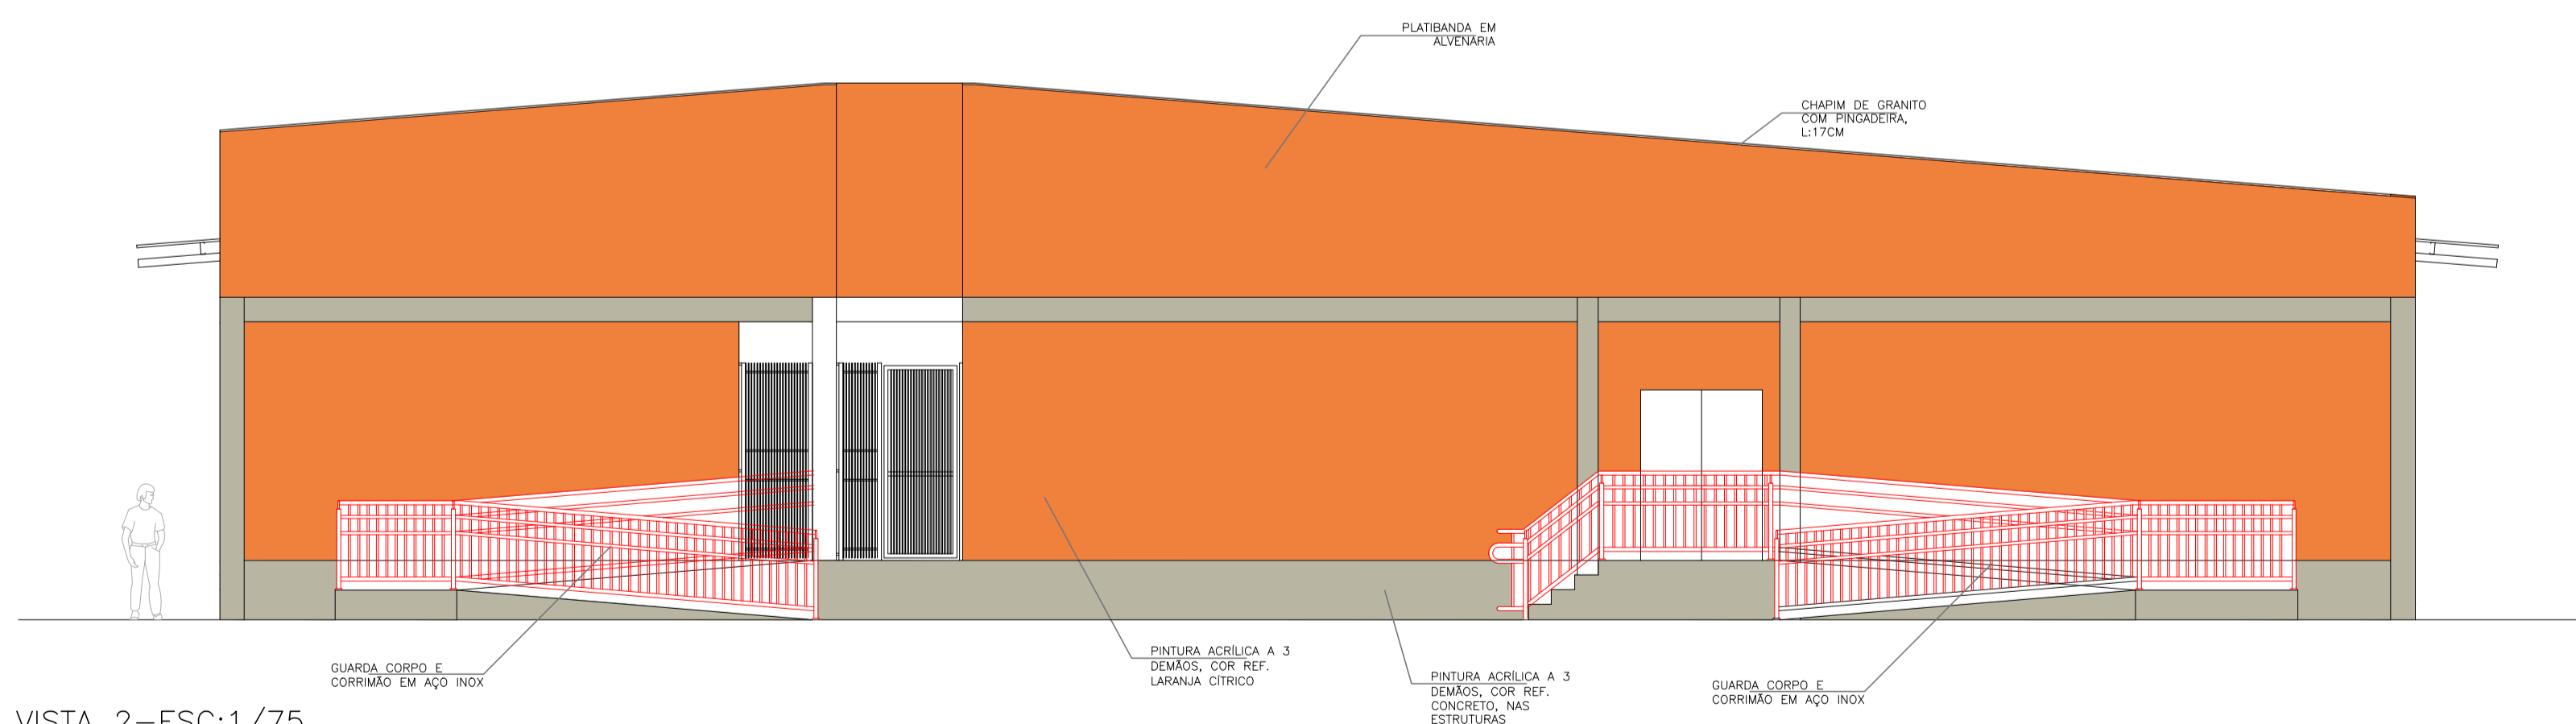 PLATIBANDA EM
ALVENARIA
CHAPIM DE GRANITO
COM PINGADEIRA,
L:17CM
GUARDA CORPO E
CORRIMÃO EM AÇO INOX
PINTURA ACRÍLICA A 3
DEMÃOS, COR REF.
LARANJA CÍTRICO
PINTURA ACRÍLICA A 3
DEMÃOS, COR REF.
CONCRETO, NAS
ESTRUTURAS
GUARDA CORPO E
CORRIMÃO EM AÇO INOX
VISTA 2-ESC:1/75